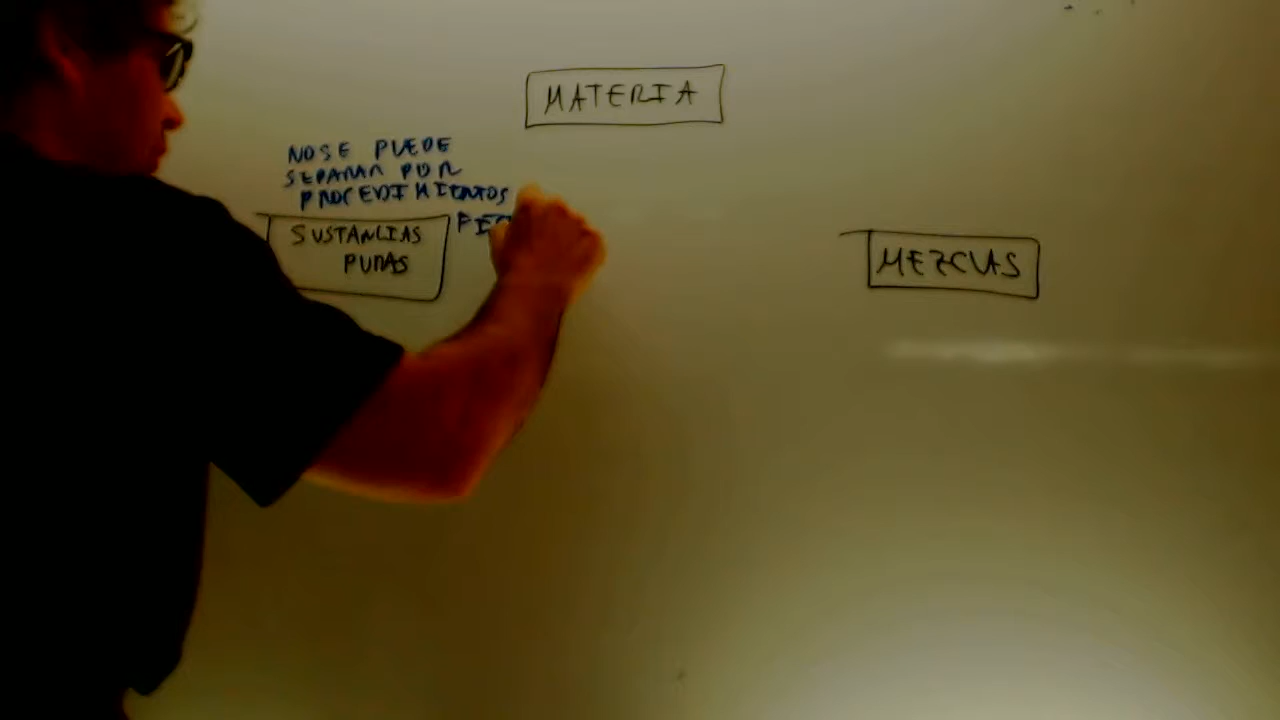 MATERIA
NO SE PUEDE
SEPARAR POR
PROCEDIMIENTOS
SUSTANCIAS
PURAS
MEZCLAS